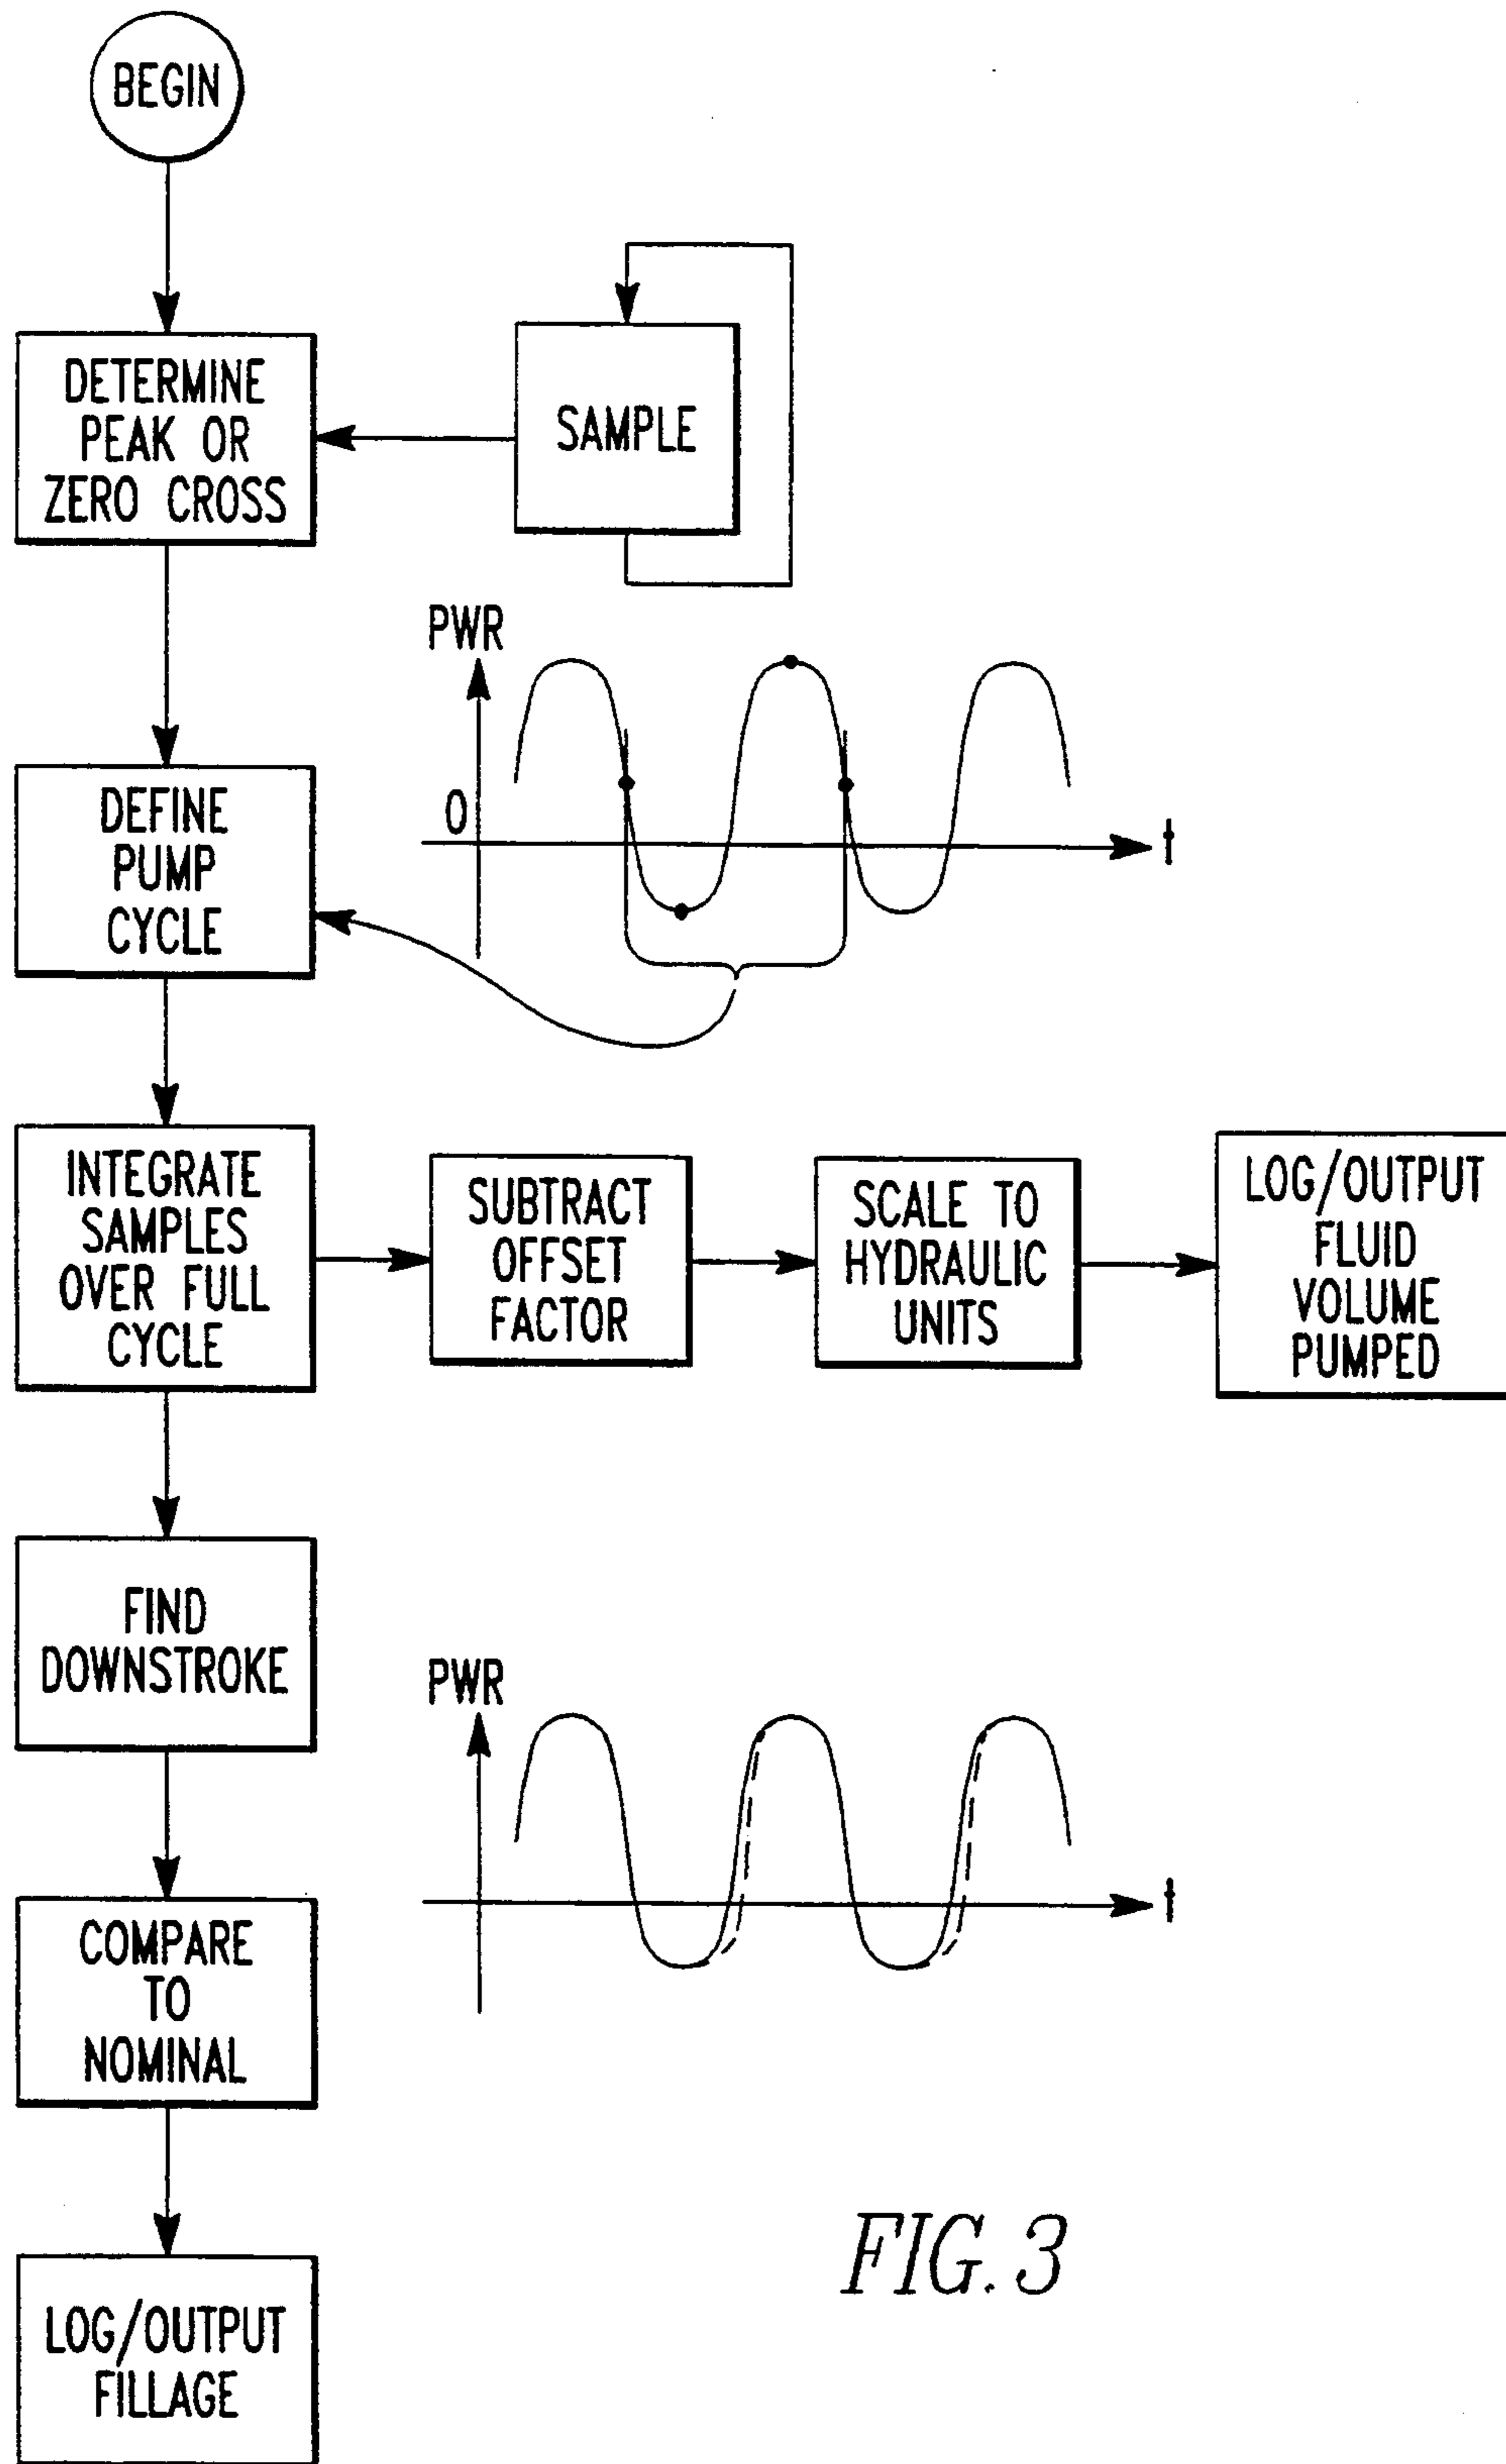 BEGIN
DETERMINE
PEAK OR
ZERO CROSS
SAMPLE
PWR
0
t
DEFINE
PUMP
CYCLE
INTEGRATE
SAMPLES
OVER FULL
CYCLE
SUBTRACT
OFFSET
FACTOR
SCALE TO
HYDRAULIC
UNITS
LOG/OUTPUT
FLUID
VOLUME
PUMPED
FIND
DOWNSTROKE
PWR
t
COMPARE
TO
NOMINAL
LOG/OUTPUT
FILLAGE
FIG. 3